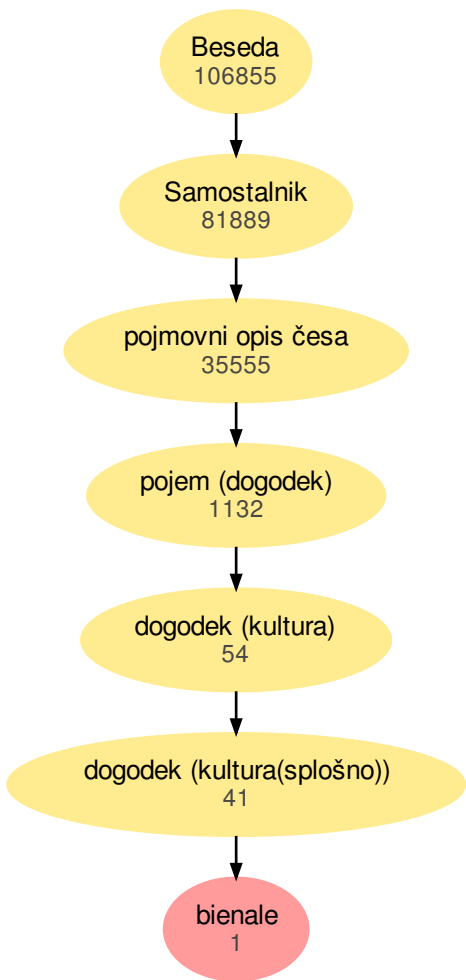 Beseda
106855
Samostalnik
81889
pojmovni opis česa
35555
pojem (dogodek)
1132
dogodek (kultura)
54
dogodek (kultura(splošno))
41
bienale
1